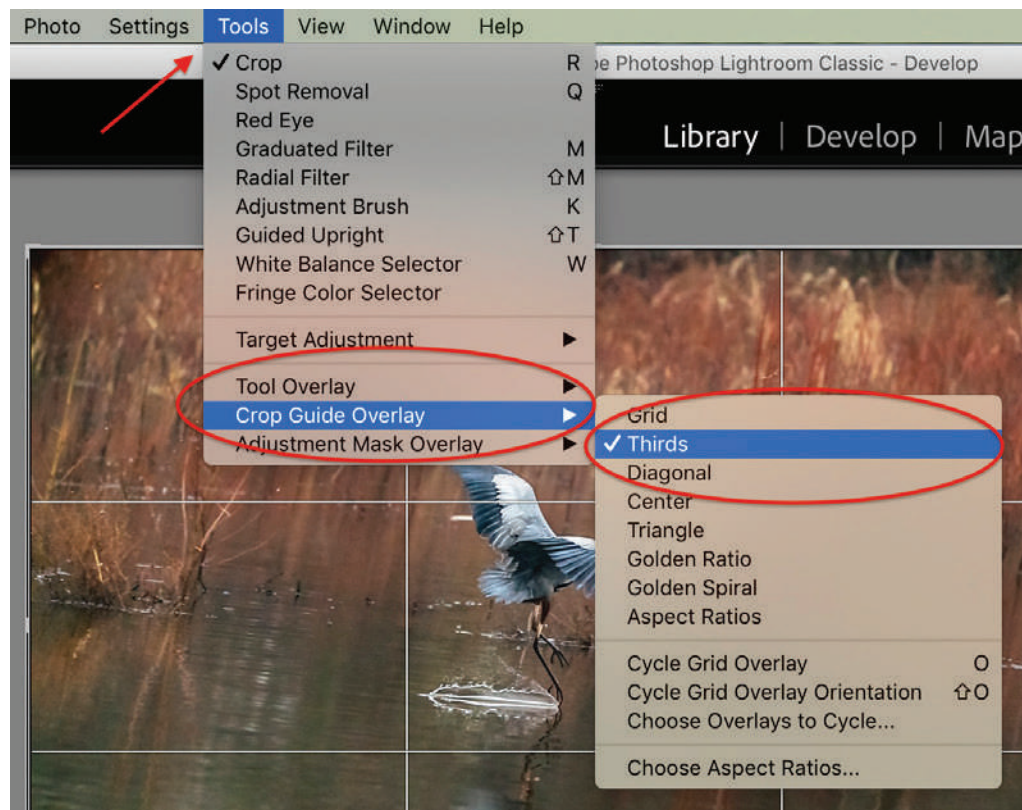 Photo Settings Tools View Window Help
be Photoshop Lightroom Classic - Develop
Library | Develop | Map
✓ Crop R
Spot Removal Q
Red Eye
Graduated Filter M
Radial Filter ⇧M
Adjustment Brush K
Guided Upright ⇧T
White Balance Selector W
Fringe Color Selector
Target Adjustment ▶
Tool Overlay ▶
Crop Guide Overlay ▶
Adjustment Mask Overlay ▶
Grid
✓ Thirds
Diagonal
Center
Triangle
Golden Ratio
Golden Spiral
Aspect Ratios
Cycle Grid Overlay O
Cycle Grid Overlay Orientation ⇧O
Choose Overlays to Cycle...
Choose Aspect Ratios...